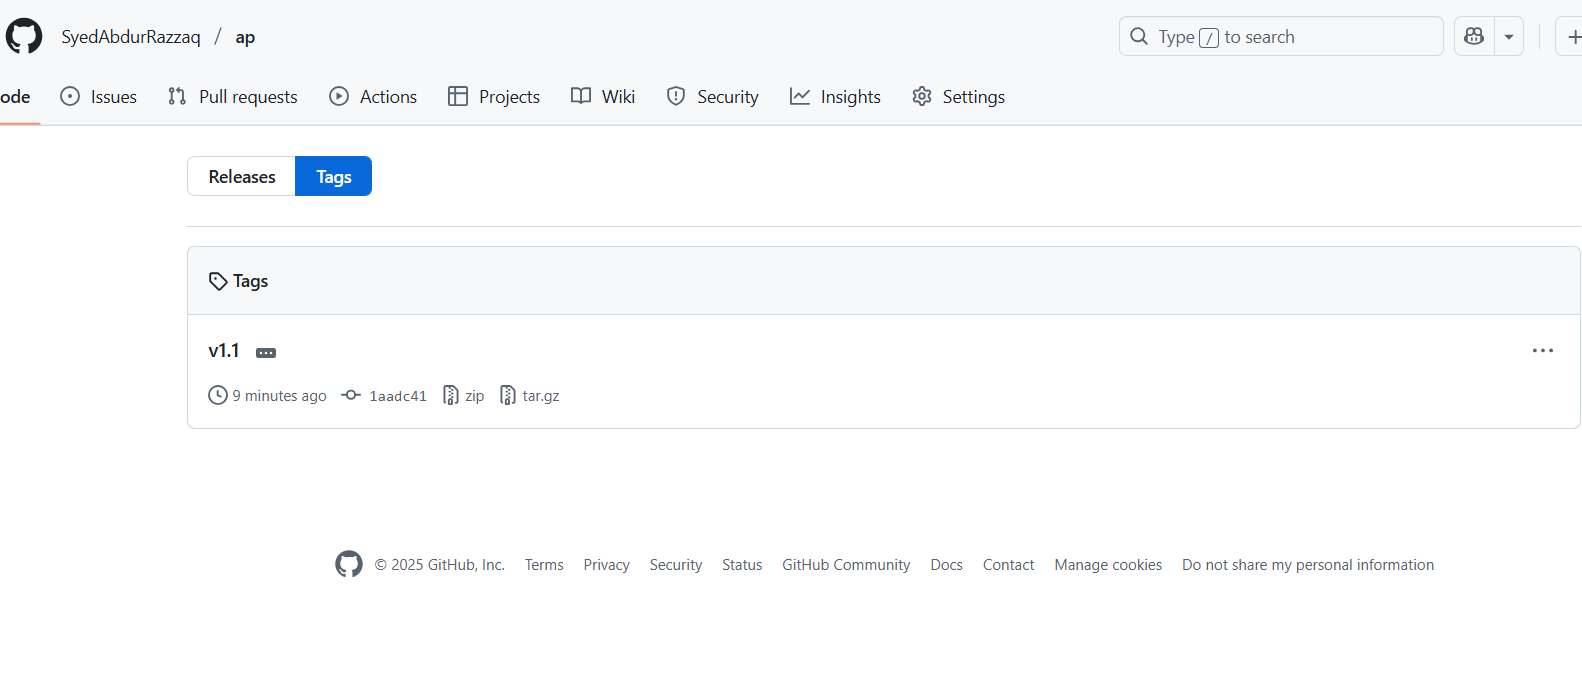 SyedAbdurRazzaq / ap
Type / to search
ode Issues Pull requests Actions Projects Wiki Security Insights Settings
Releases Tags
Tags
v1.1
9 minutes ago 1aadc41 zip tar.gz
© 2025 GitHub, Inc. Terms Privacy Security Status GitHub Community Docs Contact Manage cookies Do not share my personal information